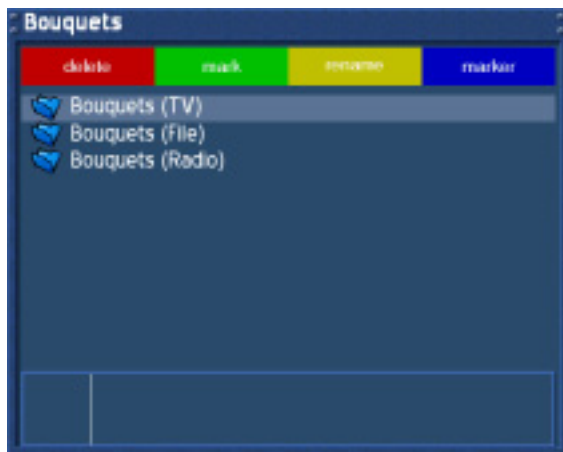 Bouquets
delete mark rename marker
Bouquets (TV)
Bouquets (File)
Bouquets (Radio)